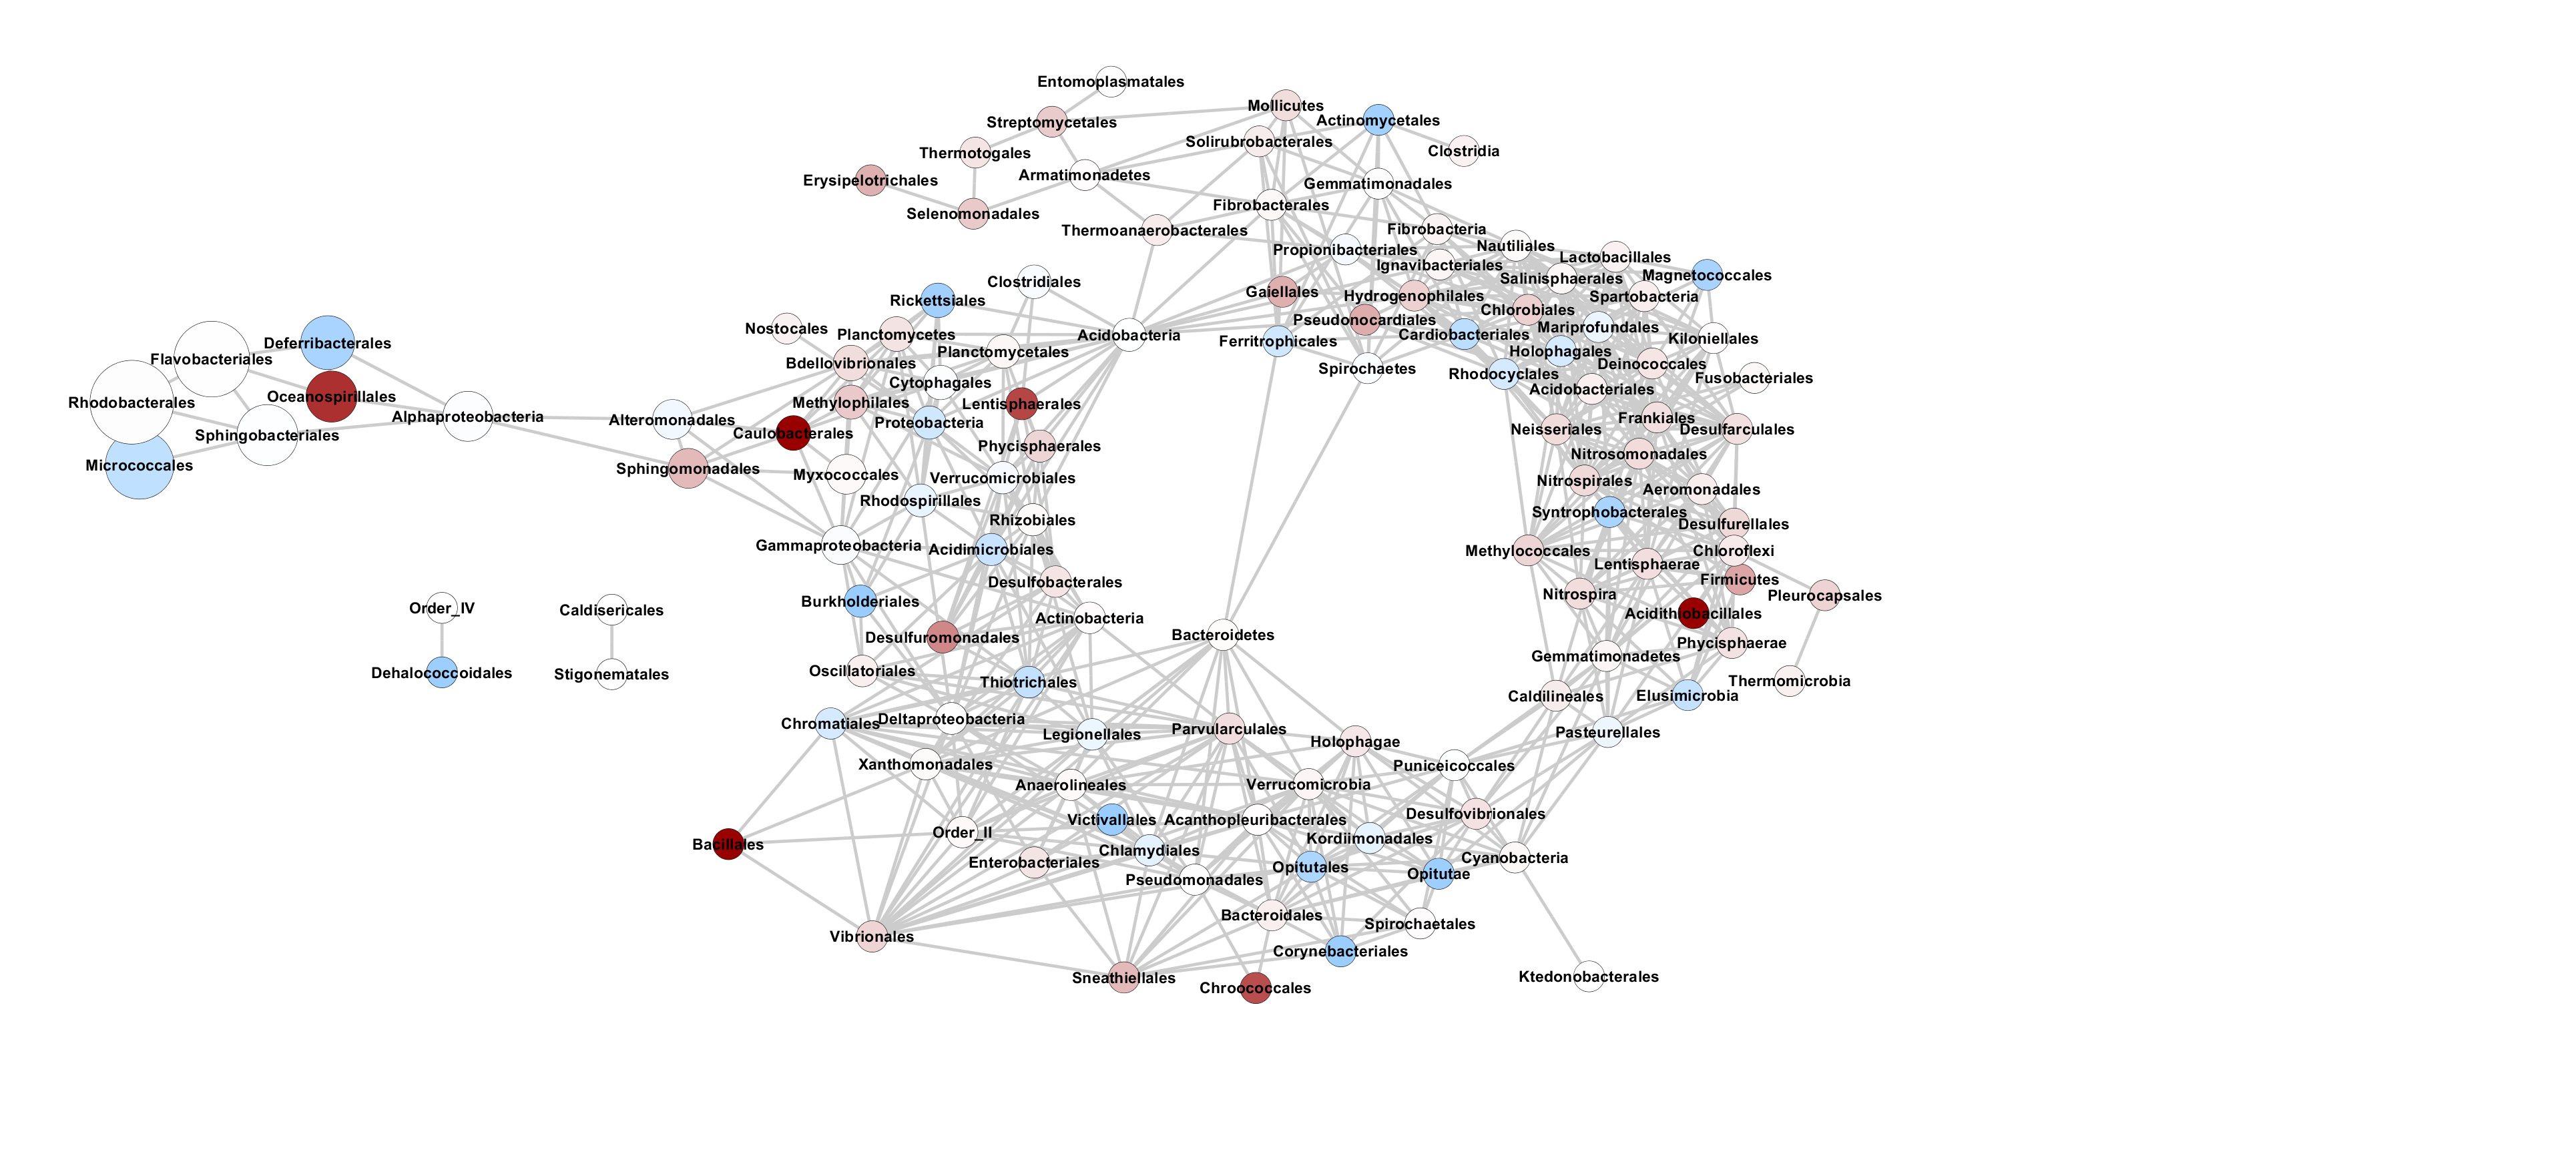 Entomoplasmatales
Mollicutes
Streptomycetales
Actinomycetales
Solirubrobacterales
Clostridia
Thermotogales
Armatimonadetes
Erysipelotrichales
Gemmatimonadales
Fibrobacterales
Selenomonadales
Thermoanaerobacterales
Fibrobacteria
Propionibacteriales
Nautiliales
Lactobacillales
Ignavibacteriales
Salinisphaerales
Magnetococcales
Clostridiales
Gaiellales
Rickettsiales
Hydrogenophilales
Spartobacteria
Chlorobiales
Pseudonocardiales
Nostocales
Mariprofundales
Planctomycetes
Acidobacteria
Cardiobacteriales
Kiloniellales
Ferritrophicales
Deferribacterales
Planctomycetales
Holophagales
Flavobacteriales
Bdellovibrionales
Deinococcales
Spirochaetes
Rhodocyclales
Fusobacteriales
Cytophagales
Acidobacteriales
Oceanospirillales
Rhodobacterales
Methylophilales
Lentisphaerales
Alphaproteobacteria
Frankiales
Alteromonadales
Proteobacteria
Neisseriales
Desulfarculales
Caulobacterales
Sphingobacteriales
Phycisphaerales
Nitrosomonadales
Micrococcales
Sphingomonadales
Myxococcales
Verrucomicrobiales
Nitrospirales
Aeromonadales
Rhodospirillales
Syntrophobacterales
Rhizobiales
Desulfurellales
Gammaproteobacteria
Acidimicrobiales
Methylococcales
Chloroflexi
Lentisphaerae
Firmicutes
Desulfobacterales
Nitrospira
Pleurocapsales
Burkholderiales
Order_IV
Caldisericales
Acidithiobacillales
Actinobacteria
Desulfuromonadales
Bacteroidetes
Phycisphaerae
Gemmatimonadetes
Oscillatoriales
Dehalococcoidales
Stigonematales
Thiotrichales
Thermomicrobia
Caldilineales
Elusimicrobia
Chromatiales
Deltaproteobacteria
Parvularculales
Legionellales
Pasteurellales
Holophagae
Xanthomonadales
Puniceicoccales
Anaerolineales
Verrucomicrobia
Desulfovibrionales
Victivallales
Acanthopleuribacterales
Order_II
Kordiimonadales
Bacillales
Chlamydiales
Cyanobacteria
Enterobacteriales
Opitutales
Opitutae
Pseudomonadales
Bacteroidales
Spirochaetales
Vibrionales
Corynebacteriales
Sneathiellales
Ktedonobacterales
Chroococcales